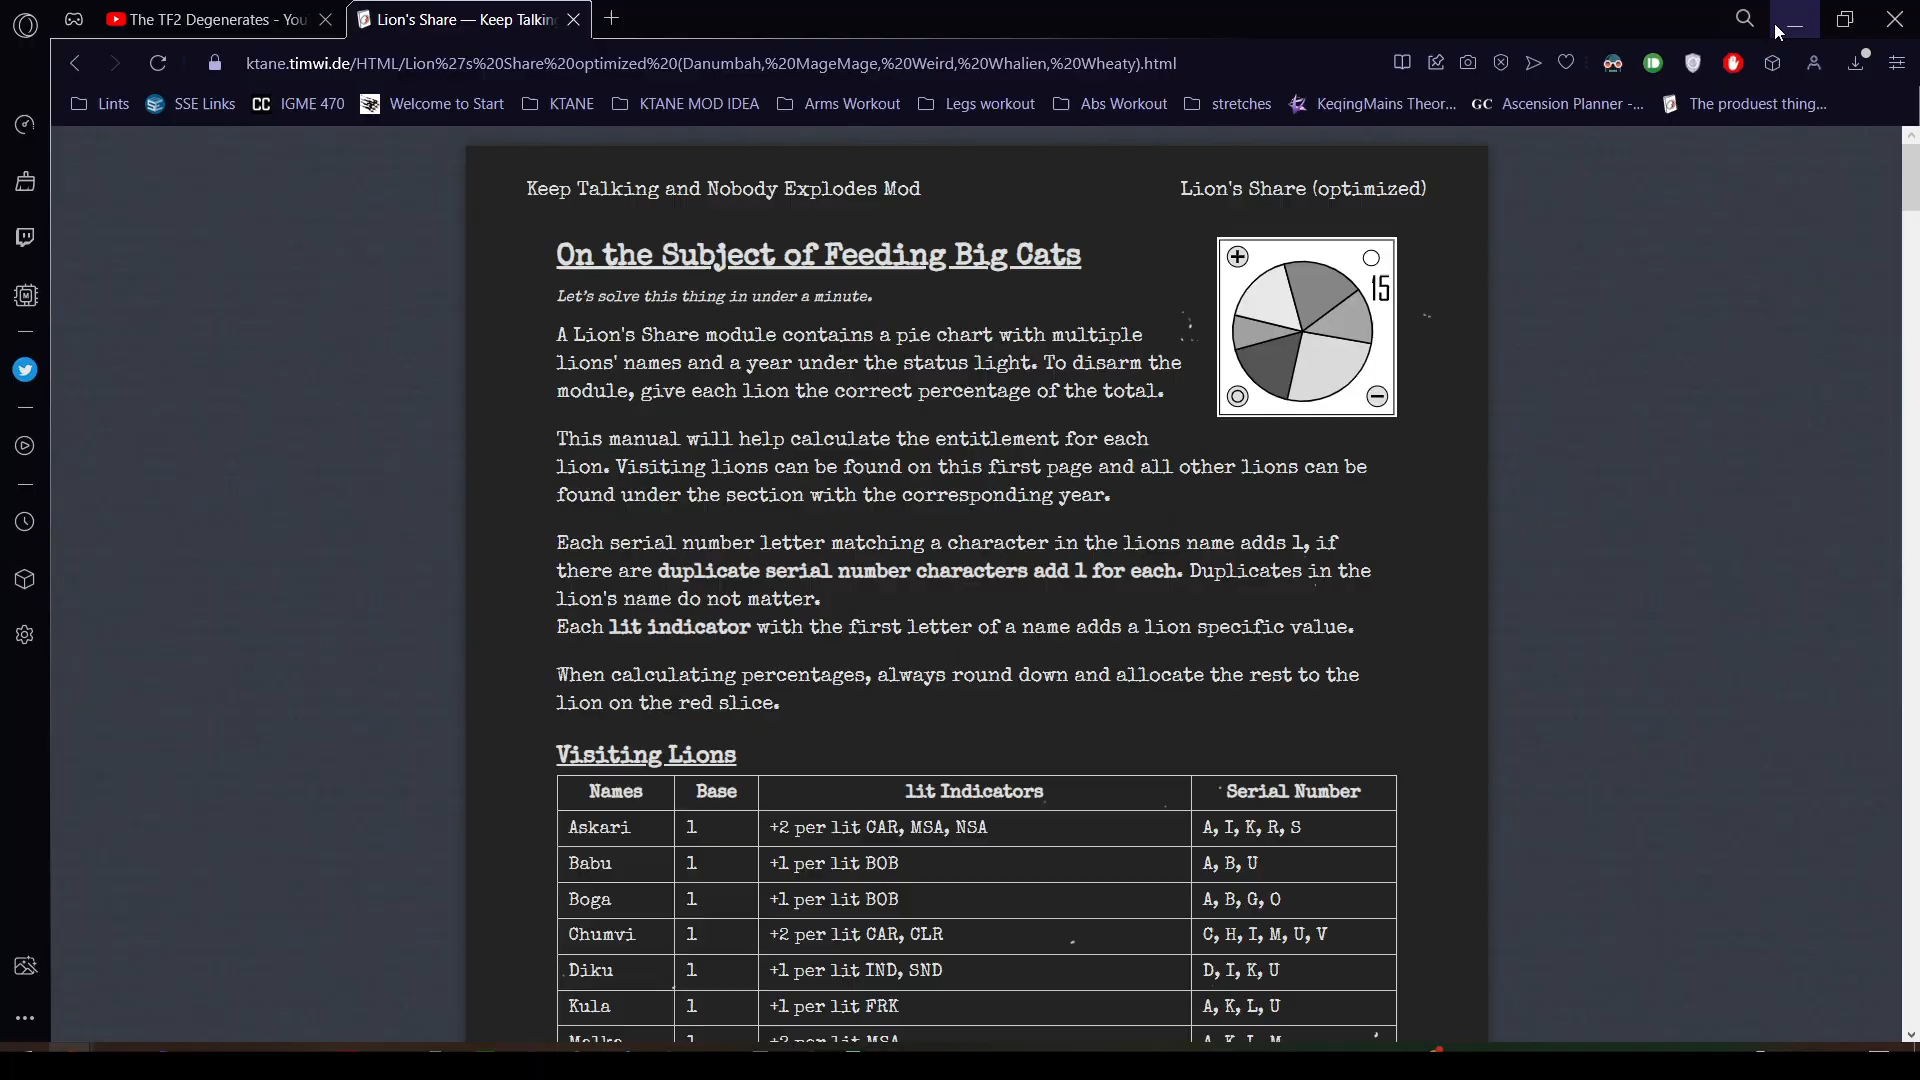 The TF2 Degenerates - You
Lion's Share — Keep Talkin
ktane.timwi.de/HTML/Lion%27s%20Share%20optimized%20(Danumbah,%20MageMage,%20Weird,%20Whalien,%20Wheaty).html
Lints SSE Links CC IGME 470 Welcome to Start KTANE KTANE MOD IDEA Arms Workout Legs workout Abs Workout stretches KeqingMains Theor... GC Ascension Planner -... The produest thing...
Keep Talking and Nobody Explodes Mod Lion's Share (optimized)
On the Subject of Feeding Big Cats
Let's solve this thing in under a minute.
15
A Lion's Share module contains a pie chart with multiple
lions' names and a year under the status light. To disarm the
module, give each lion the correct percentage of the total.
This manual will help calculate the entitlement for each
lion. Visiting lions can be found on this first page and all other lions can be
found under the section with the corresponding year.
Each serial number letter matching a character in the lions name adds 1, if
there are duplicate serial number characters add 1 for each. Duplicates in the
lion's name do not matter.
Each lit indicator with the first letter of a name adds a lion specific value.
When calculating percentages, always round down and allocate the rest to the
lion on the red slice.
Visiting Lions
Names Base lit Indicators Serial Number
Askari 1 +2 per lit CAR, MSA, NSA A, I, K, R, S
Babu 1 +1 per lit BOB A, B, U
Boga 1 +1 per lit BOB A, B, G, O
Chumvi 1 +2 per lit CAR, CLR C, H, I, M, U, V
Diku 1 +1 per lit IND, SND D, I, K, U
Kula 1 +1 per lit FRK A, K, L, U